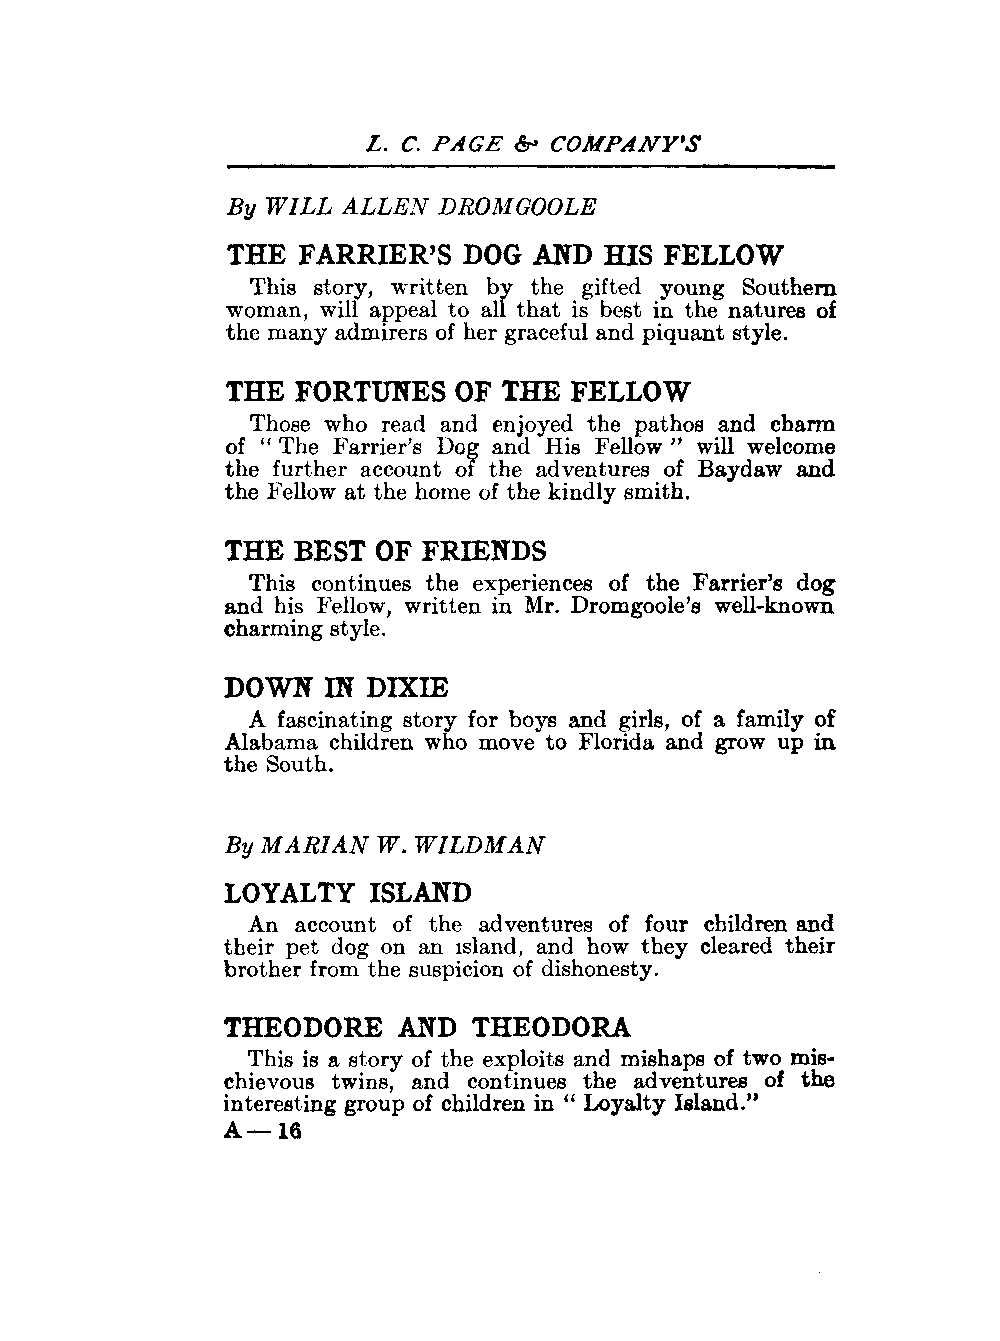 L. C. PAGE & COMPANY'S
By WILL ALLEN DROMGOOLE
THE FARRIER'S DOG AND HIS FELLOW
This story, written by the gifted young Southern
woman, will appeal to all that is best in the natures of
the many admirers of her graceful and piquant style.
THE FORTUNES OF THE FELLOW
Those who read and enjoyed the pathos and charm
of " The Farrier's Dog and His Fellow " will welcome
the further account of the adventures of Baydaw and
the Fellow at the home of the kindly smith.
THE BEST OF FRIENDS
This continues the experiences of the Farrier's dog
and his Fellow, written in Mr. Dromgoole's well-known
charming style.
DOWN IN DIXIE
A fascinating story for boys and girls, of a family of
Alabama children who move to Florida and grow up in
the South.
By MARIAN W. WILDMAN
LOYALTY ISLAND
An account of the adventures of four children and
their pet dog on an island, and how they cleared their
brother from the suspicion of dishonesty.
THEODORE AND THEODORA
This is a story of the exploits and mishaps of two mis-
chievous twins, and continues the adventures of the
interesting group of children in " Loyalty Island."
A — 16